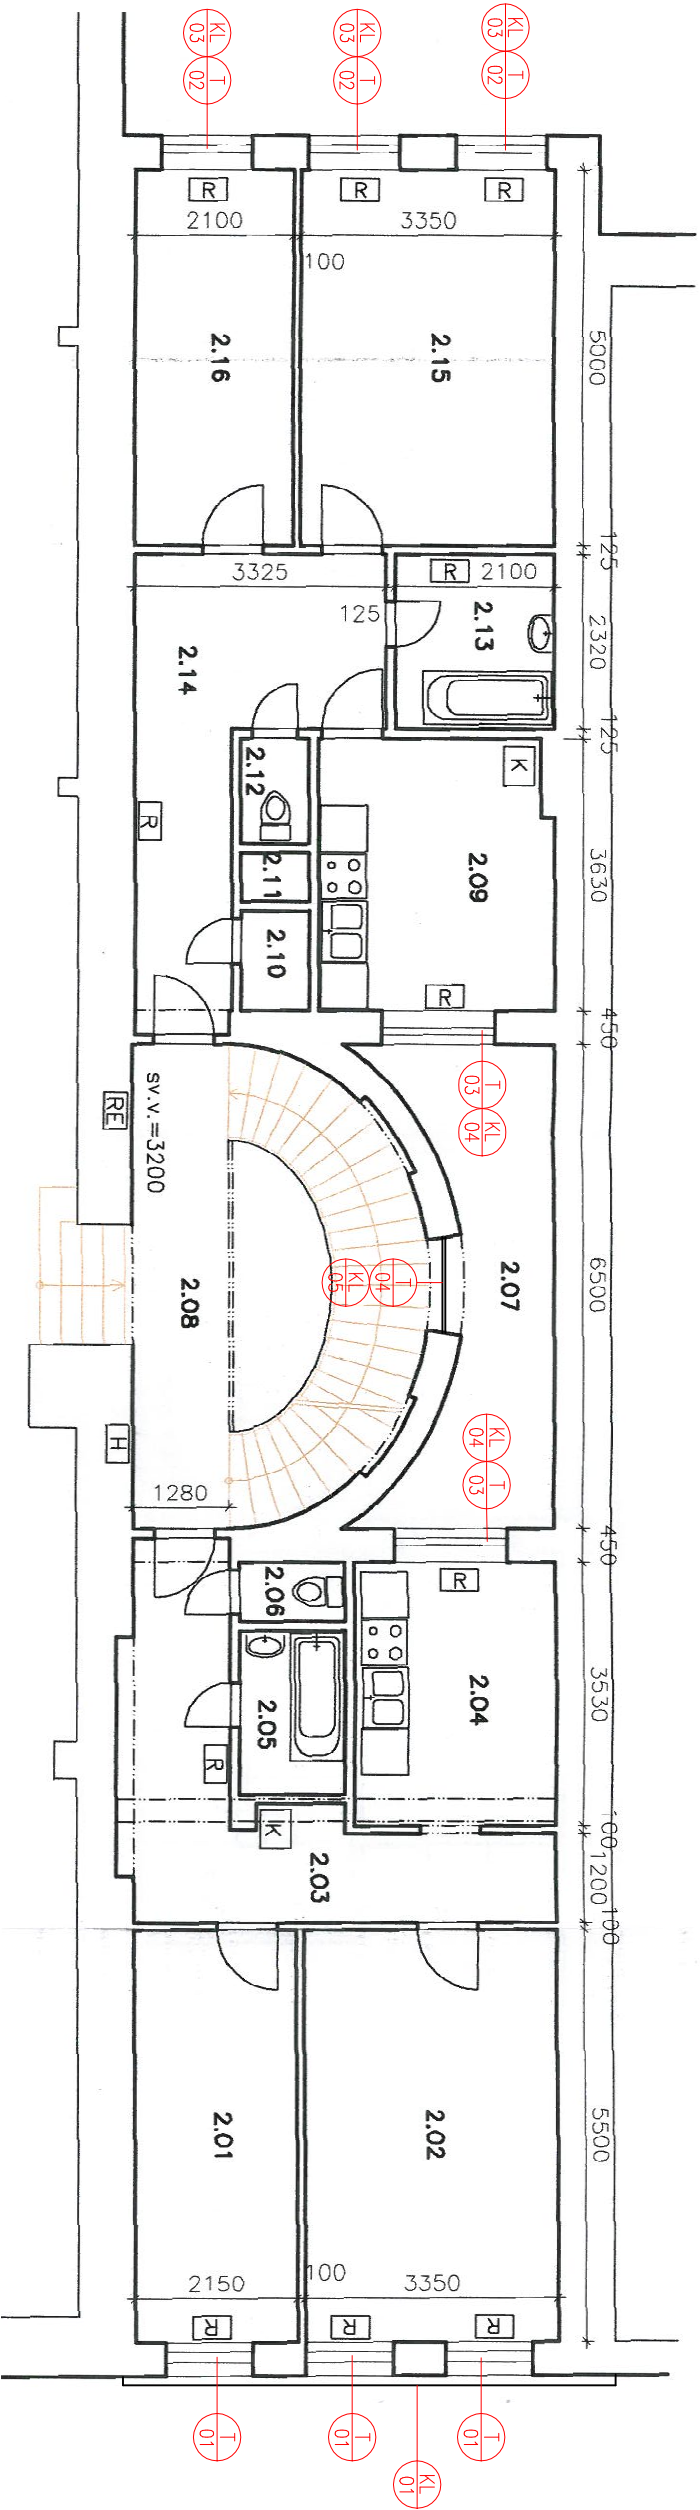 KL
03
T
02
KL
03
T
02
KL
03
T
02
R
R
R
2100
3350
100
2.16
2.15
5000
125
3325
R
2100
2.13
125
2320
2.14
125
2.12
K
R
2.11
2.09
3630
2.10
R
450
T
03
KL
04
RE
sv.v.=3200
2.08
KL
05
T
04
2.07
6500
H
KL
04
T
03
1280
450
2.06
R
2.05
2.04
3530
R
K
100
2.03
1200
100
2.01
2.02
5500
2150
100
3350
R
R
R
T
01
T
01
T
01
KL
01